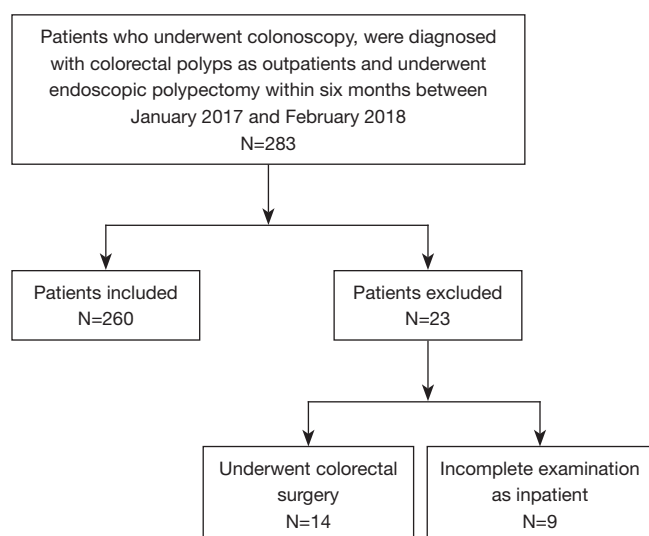 Patients who underwent colonoscopy, were diagnosed
with colorectal polyps as outpatients and underwent
endoscopic polypectomy within six months between
January 2017 and February 2018
N=283
Patients included
N=260
Patients excluded
N=23
Underwent colorectal
surgery
N=14
Incomplete examination
as inpatient
N=9